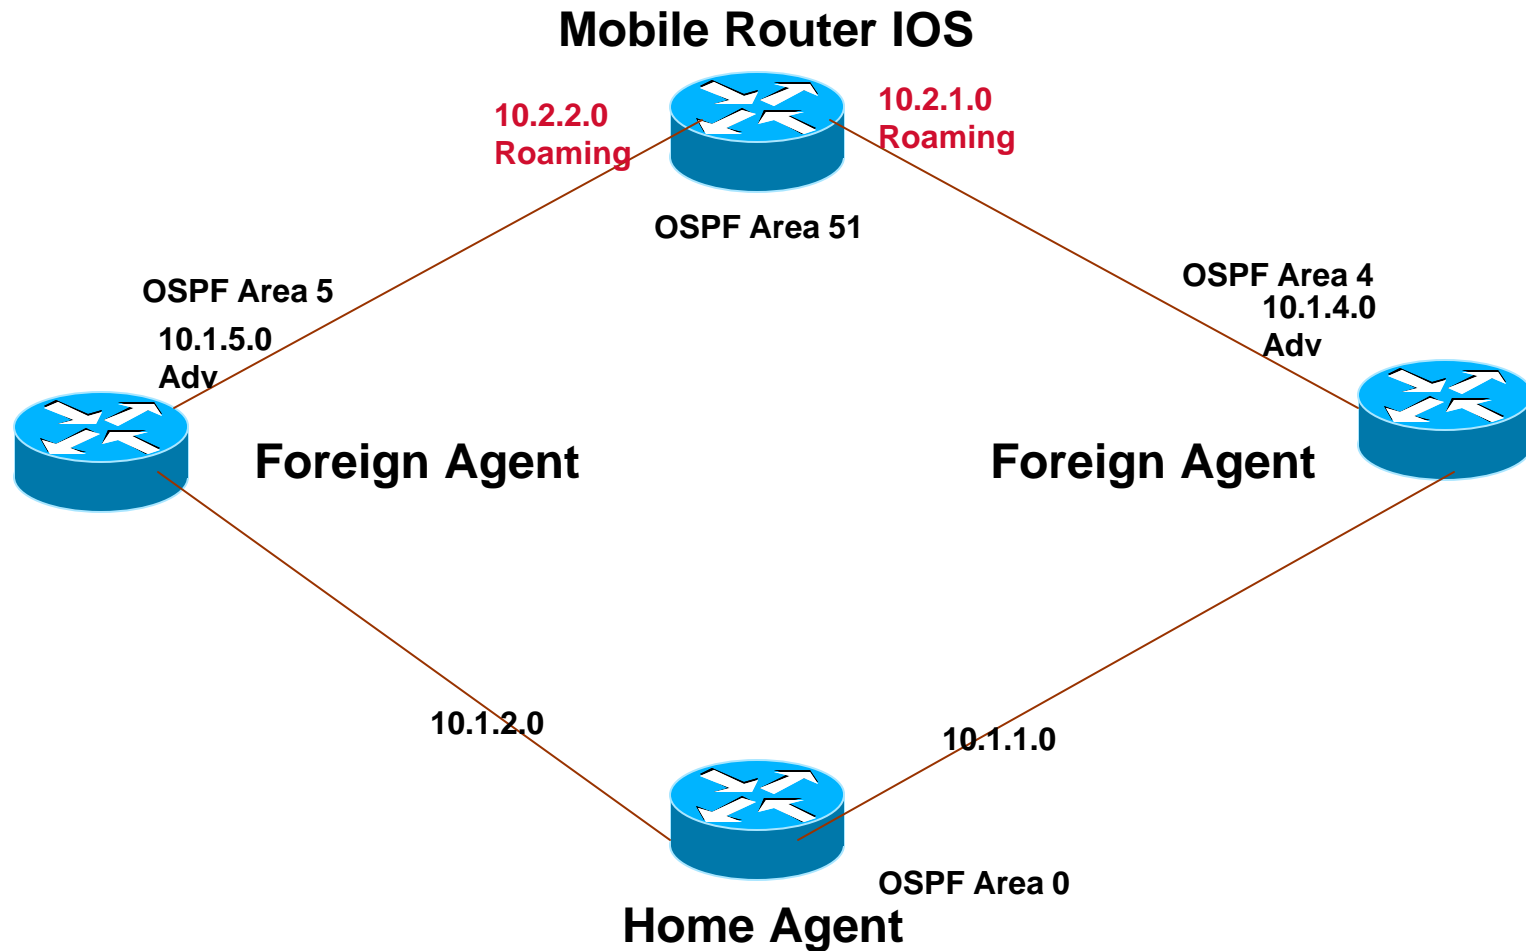 Mobile Router IOS
10.2.2.0
Roaming
10.2.1.0
Roaming
OSPF Area 51
OSPF Area 5
10.1.5.0
Adv
OSPF Area 4
10.1.4.0
Adv
Foreign Agent
Foreign Agent
10.1.2.0
10.1.1.0
OSPF Area 0
Home Agent